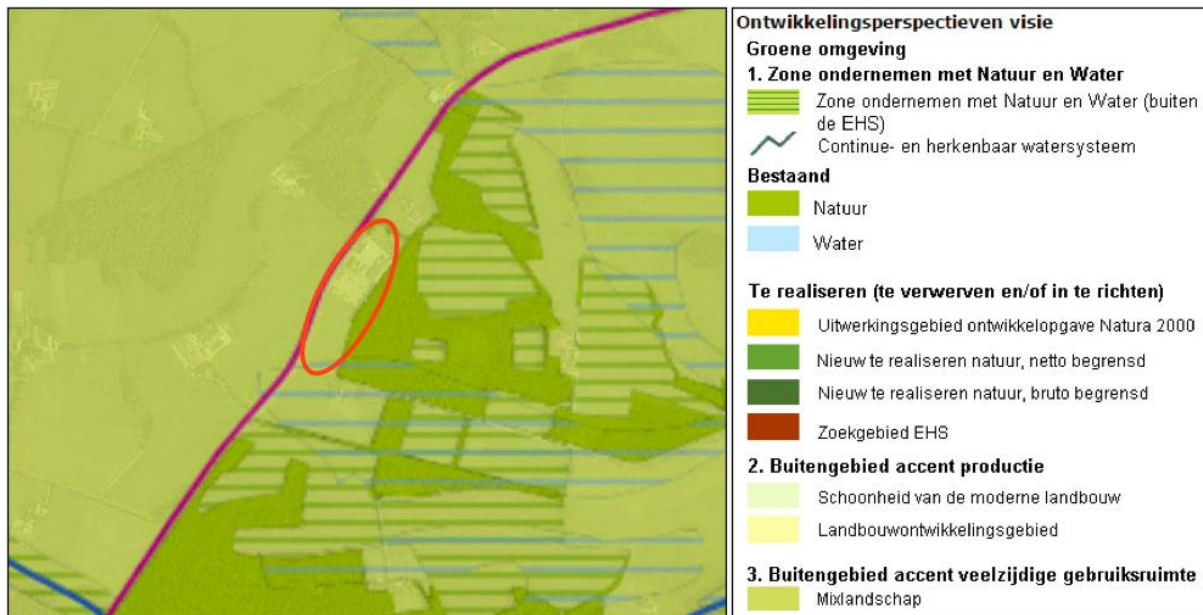 Ontwikkelingsperspectieven visie
Groene omgeving
1. Zone ondernemen met Natuur en Water
Zone ondernemen met Natuur en Water (buiten
de EHS)
Continue- en herkenbaar watersysteem
Bestaand
Natuur
Water
Te realiseren (te verwerven en/of in te richten)
Uitwerkingsgebied ontwikkelopgave Natura 2000
Nieuw te realiseren natuur, netto begrensd
Nieuw te realiseren natuur, bruto begrensd
Zoekgebied EHS
2. Buitengebied accent productie
Schoonheid van de moderne landbouw
Landbouwontwikkelingsgebied
3. Buitengebied accent veelzijdige gebruiksruimte
Mixlandschap